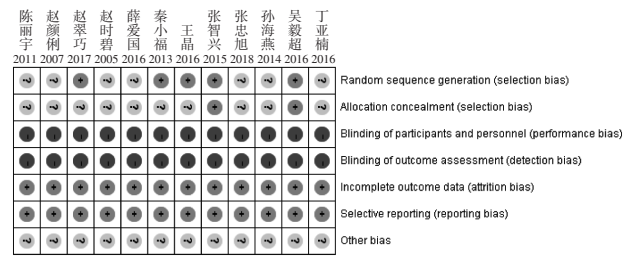 陈丽宇 赵颜俐 赵翠巧 赵时碧 薛爱国 秦小福 王晶 张智兴 张忠旭 孙海燕 吴毅超 丁亚楠
2011 2007 2017 2005 2016 2013 2016 2015 2018 2014 2016 2016
? ? + ? ? + + + ? ? + ? Random sequence generation (selection bias)
? ? ? ? ? ? ? + ? ? + ? Allocation concealment (selection bias)
- - - - - - - - - - - - Blinding of participants and personnel (performance bias)
- - - - - - - - - - - - Blinding of outcome assessment (detection bias)
+ + + + + + + + + + + + Incomplete outcome data (attrition bias)
+ + + + + + + + + + + + Selective reporting (reporting bias)
? ? ? ? ? ? ? ? ? ? ? ? Other bias